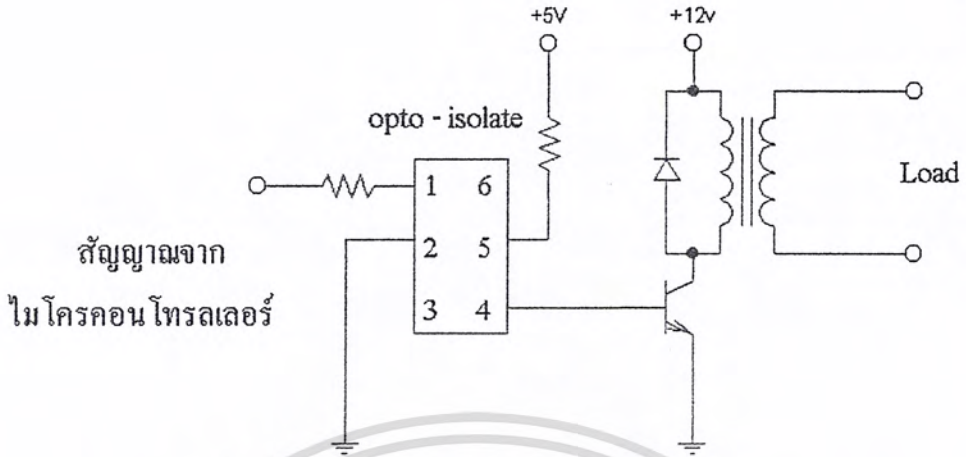 +5V
+12v
opto - isolate
1 6
2 5
3 4
Load
สัญญาณจาก
ไมโครคอนโทรลเลอร์